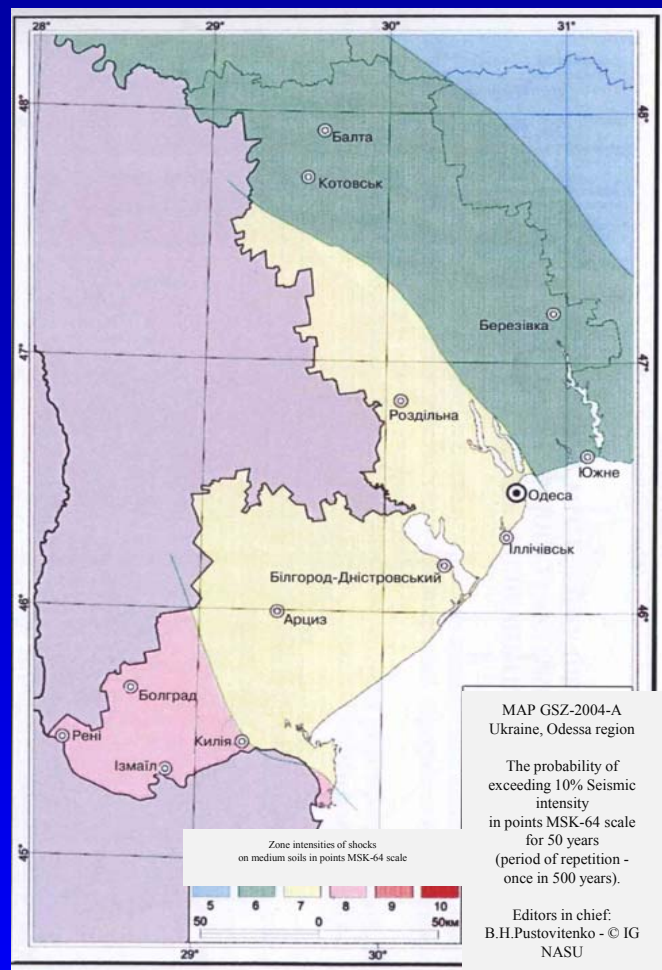 28°
29°
30°
31°
48°
48°
Балта
Котовськ
Березівка
47°
47°
Роздільна
Южне
Одеса
Іллічівськ
Білгород-Дністровський
46°
46°
Арциз
Болград
Рені
Килія
Ізмаїл
45°
29°
30°
Zone intensities of shocks
on medium soils in points MSK-64 scale
5 6 7 8 9 10
50 0 50км
MAP GSZ-2004-A
Ukraine, Odessa region
The probability of
exceeding 10% Seismic
intensity
in points MSK-64 scale
for 50 years
(period of repetition -
once in 500 years).
Editors in chief:
B.H.Pustovitenko - © IG
NASU